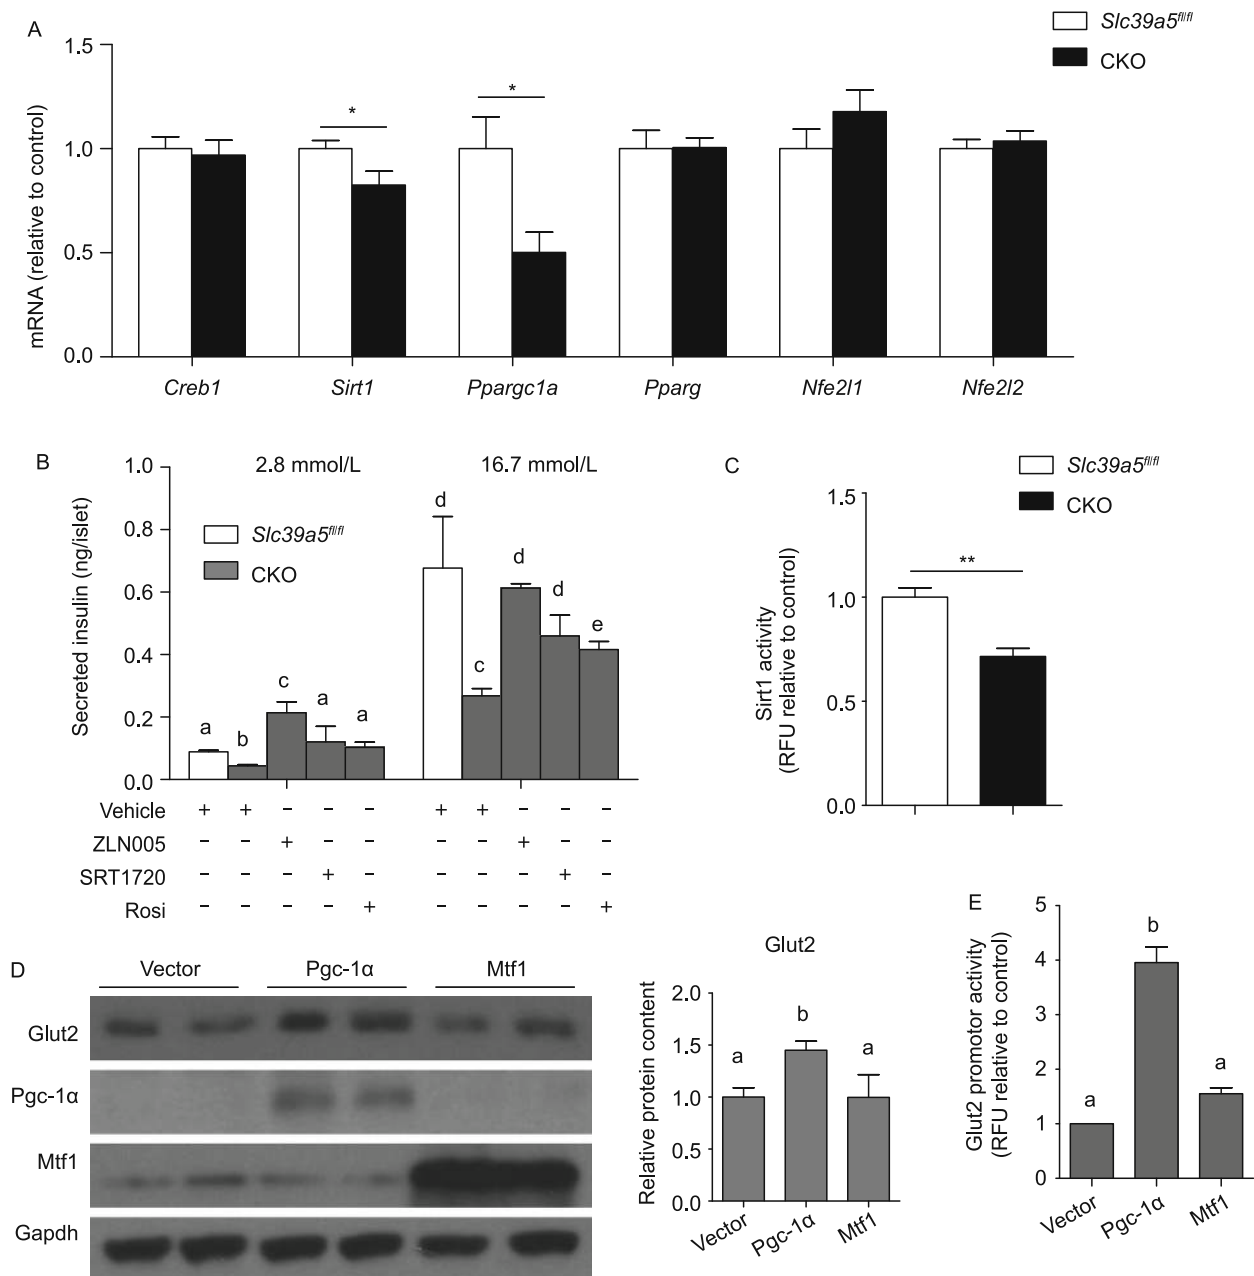 A
Slc39a5fl/fl
CKO
mRNA (relative to control)
1.5
1.0
0.5
0.0
*
*
Creb1 Sirt1 Ppargc1a Pparg Nfe2l1 Nfe2l2
B
Secreted insulin (ng/islet)
1.0
0.8
0.6
0.4
0.2
0.0
2.8 mmol/L 16.7 mmol/L
Slc39a5fl/fl
CKO
a b c a a d c d d e
Vehicle + + – – – + + – – –
ZLN005 – – + – – – – + – –
SRT1720 – – – + – – – – + –
Rosi – – – – + – – – – +
C
Slc39a5fl/fl
CKO
Sirt1 activity
(RFU relative to control)
1.5
1.0
0.5
0.0
**
D
Vector Pgc-1α Mtf1
Glut2
Pgc-1α
Mtf1
Gapdh
Glut2
Relative protein content
2.0
1.5
1.0
0.5
0.0
a b a
Vector Pgc-1α Mtf1
E
Glut2 promotor activity
(RFU relative to control)
5
4
3
2
1
0
a b a
Vector Pgc-1α Mtf1